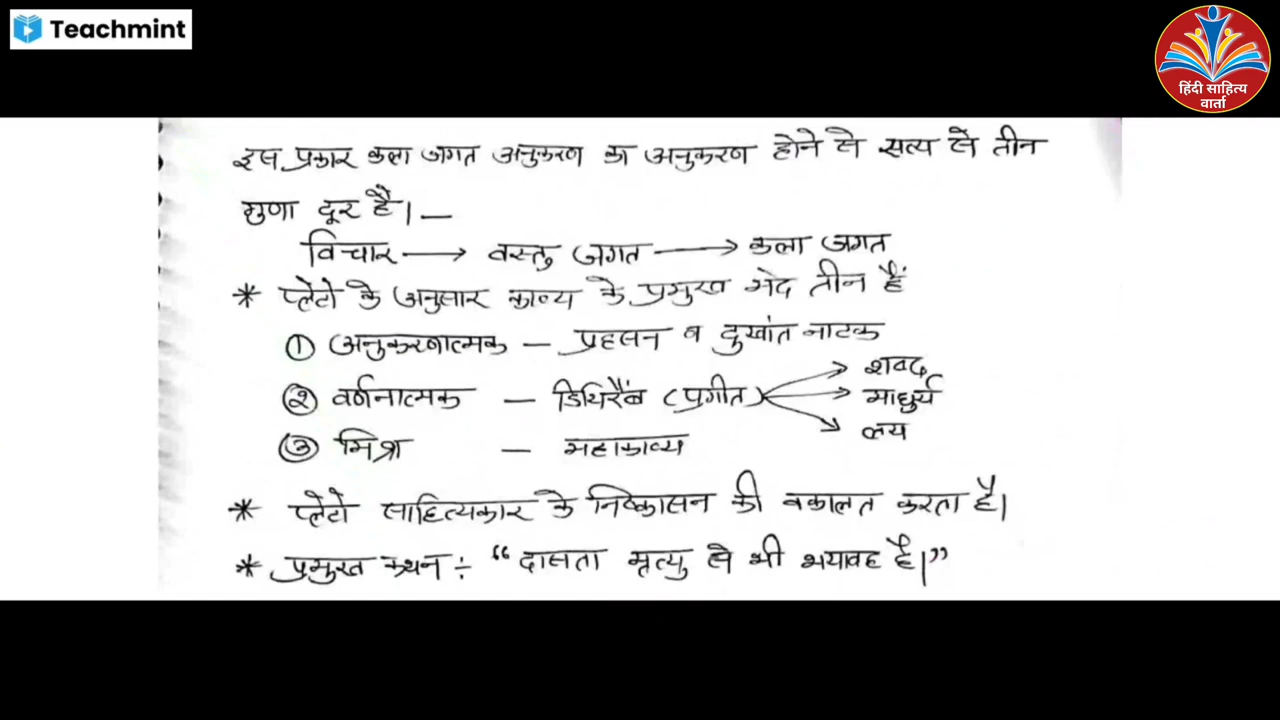 Teachmint
हिंदी साहित्य
वार्ता
इस प्रकार कला जगत अनुकरण का अनुकरण होने से सत्य से तीन
गुणा दूर है। —
विचार → वस्तु जगत → कला जगत
* प्लेटो के अनुसार काव्य के प्रमुख भेद तीन हैं
① अनुकरणात्मक — प्रहसन व दुखांत नाटक
② वर्णनात्मक — डिथिरैंब (प्रगीत) → शब्द
→ माधुर्य
→ लय
③ मिश्र — महाकाव्य
* प्लेटो साहित्यकार के निष्कासन की वकालत करता है।
* प्रमुख कथन ÷ “दासता मृत्यु से भी भयावह है।”